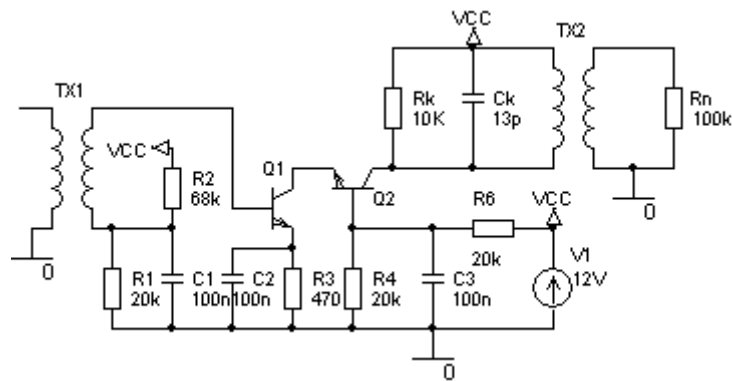 VCC
TX2
TX1
Rk
10K
Ck
13p
Rn
100k
VCC
R2
68k
Q1
Q2
R6
20k
VCC
0
0
R1
20k
C1
100n
C2
100n
R3
470
R4
20k
C3
100n
V1
12V
0